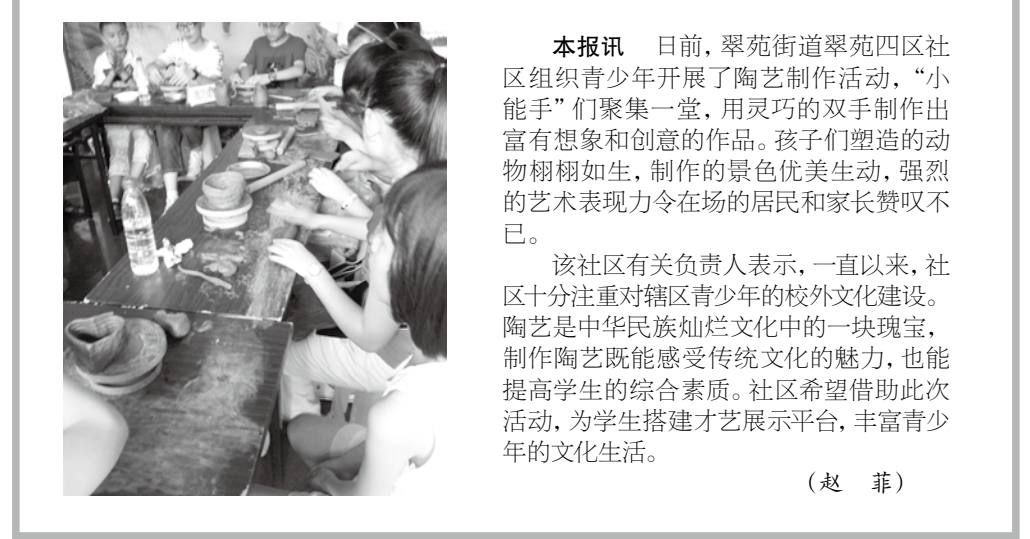 本报讯　日前，翠苑街道翠苑四区社
区组织青少年开展了陶艺制作活动，“小
能手”们聚集一堂，用灵巧的双手制作出
富有想象和创意的作品。孩子们塑造的动
物栩栩如生，制作的景色优美生动，强烈
的艺术表现力令在场的居民和家长赞叹不
已。
该社区有关负责人表示，一直以来，社
区十分注重对辖区青少年的校外文化建设。
陶艺是中华民族灿烂文化中的一块瑰宝，
制作陶艺既能感受传统文化的魅力，也能
提高学生的综合素质。社区希望借助此次
活动，为学生搭建才艺展示平台，丰富青少
年的文化生活。
（赵　菲）